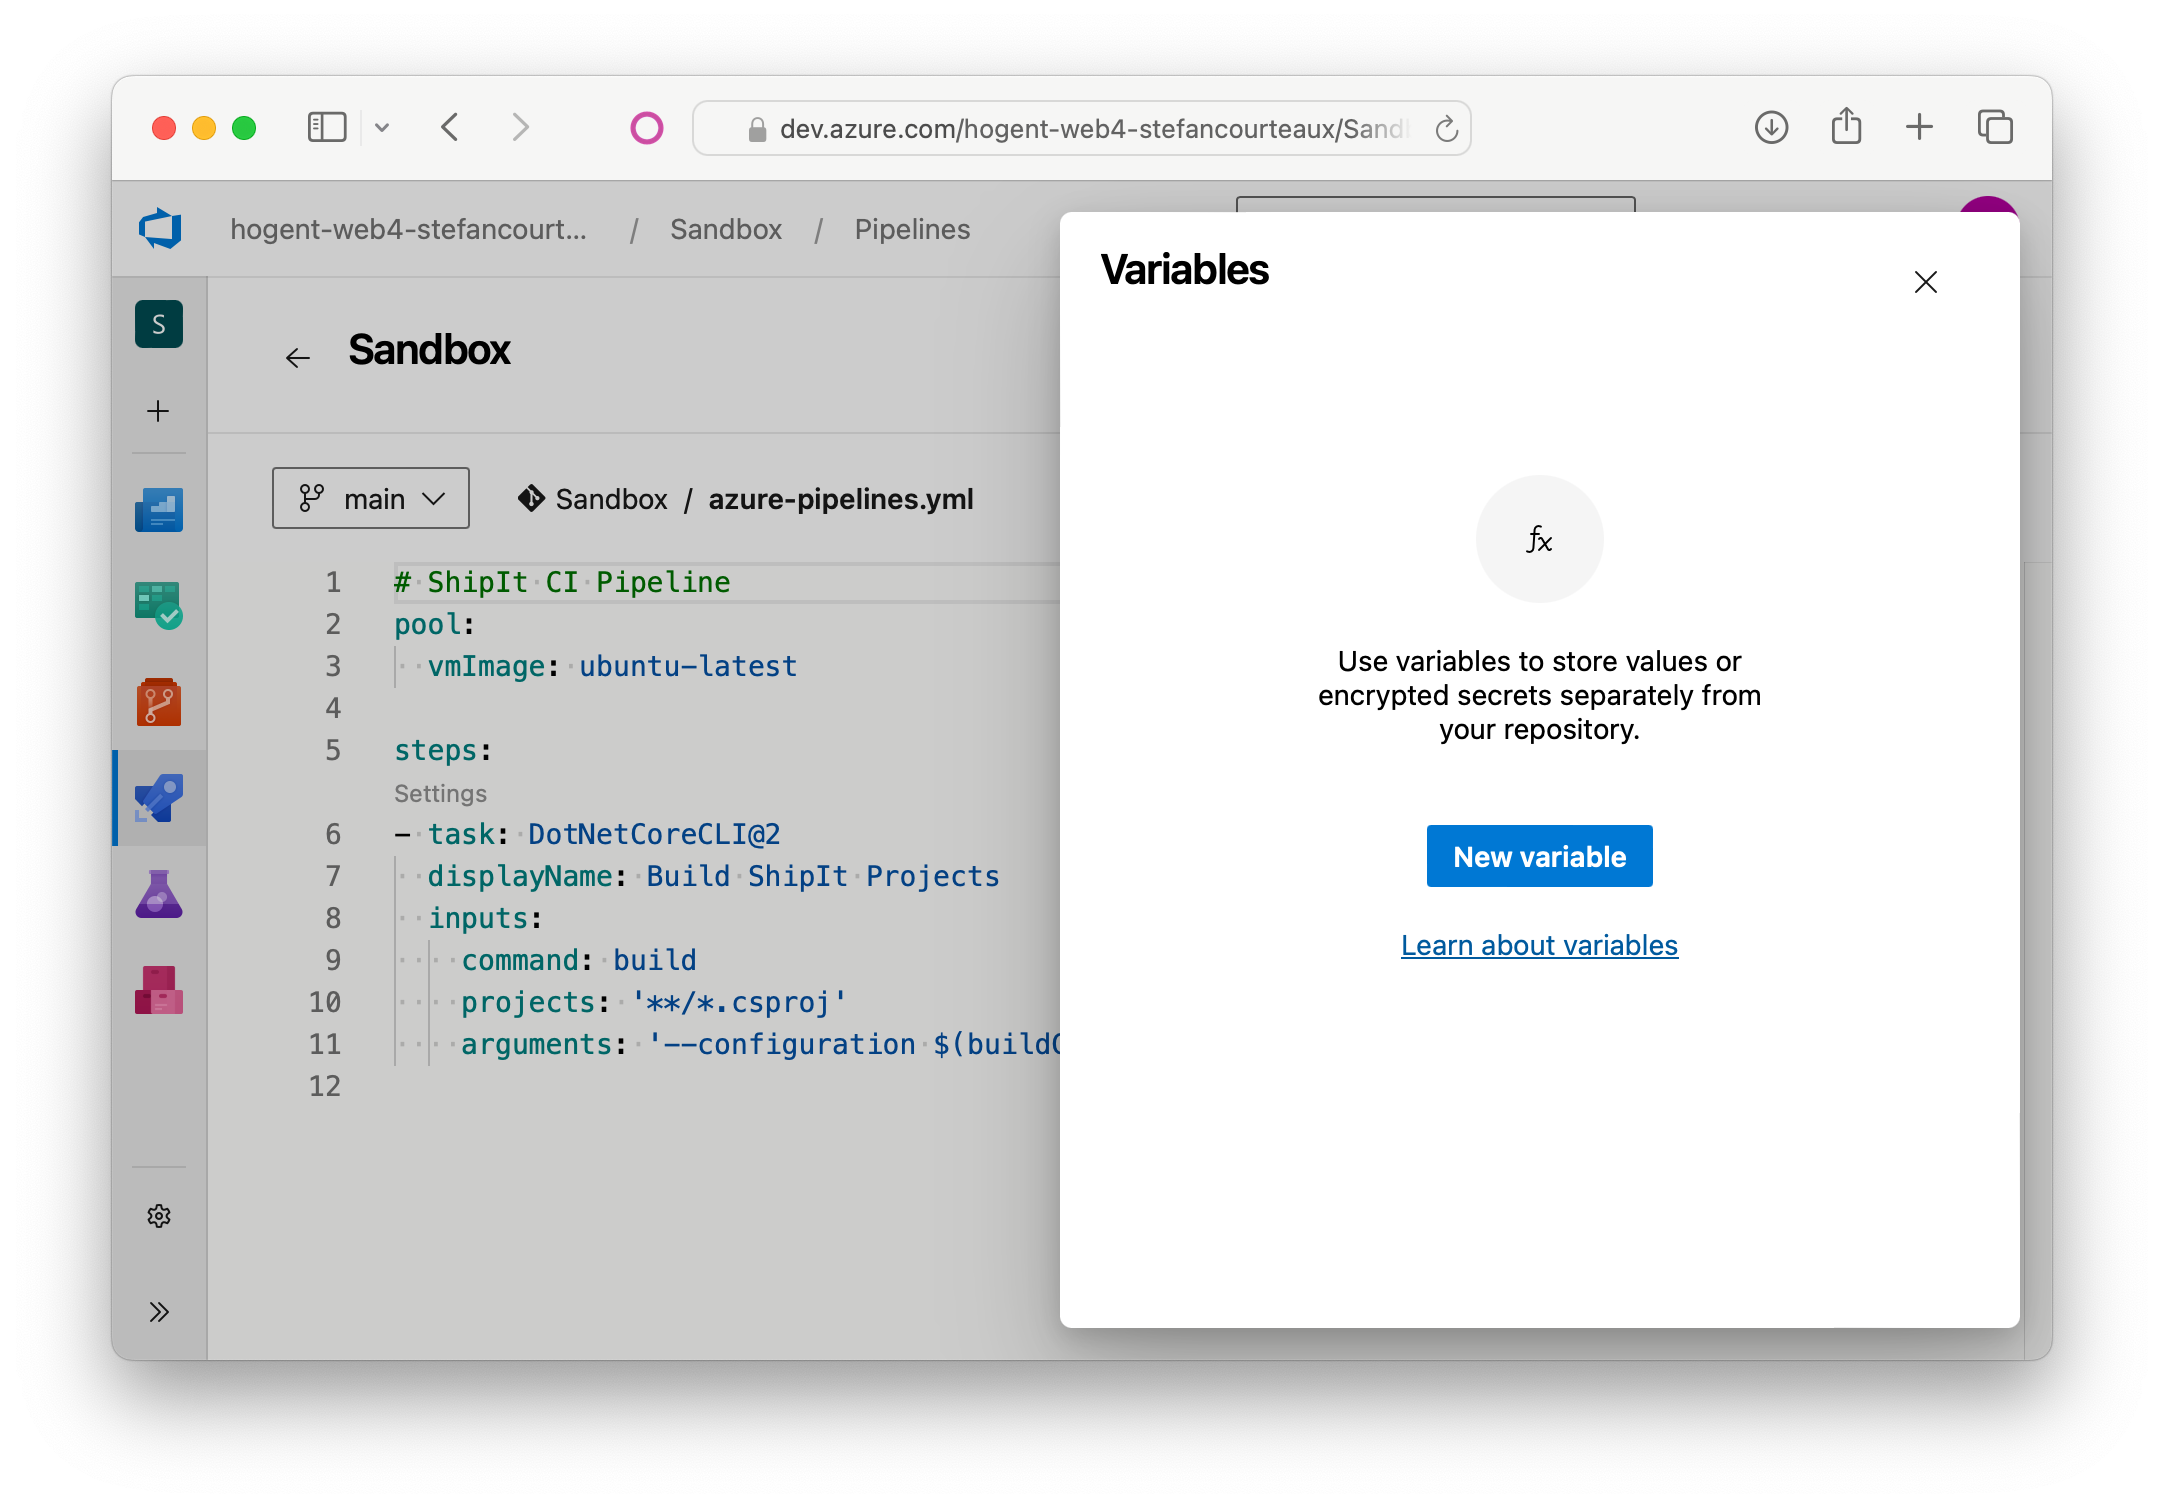 dev.azure.com/hogent-web4-stefancourteaux/Sand
hogent-web4-stefancourt... / Sandbox / Pipelines
S
Sandbox
main
Sandbox / azure-pipelines.yml
1 # ShipIt CI Pipeline
2 pool:
3 vmImage: ubuntu-latest
4
5 steps:
Settings
6 - task: DotNetCoreCLI@2
7 displayName: Build ShipIt Projects
8 inputs:
9 command: build
10 projects: '**/*.csproj'
11 arguments: '--configuration $(build
12
Variables
fx
Use variables to store values or
encrypted secrets separately from
your repository.
New variable
Learn about variables